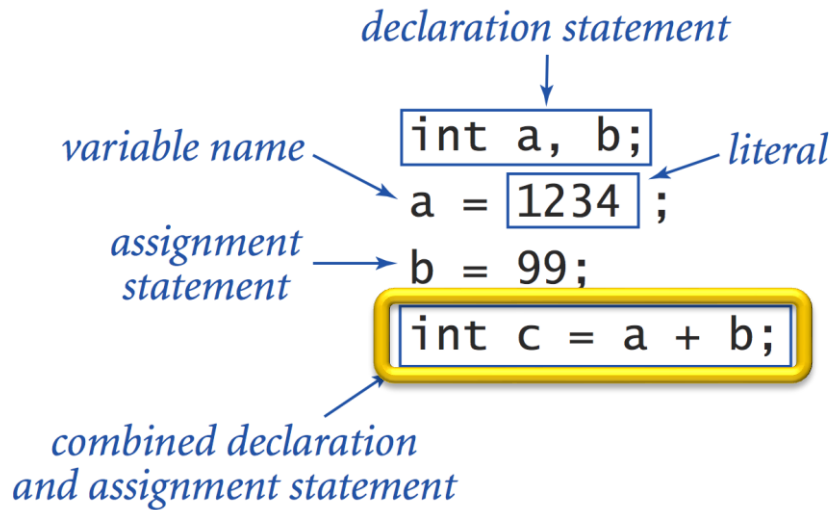 declaration statement
int a, b;
variable name
literal
a = 1234 ;
assignment
statement
b = 99;
int c = a + b;
combined declaration
and assignment statement